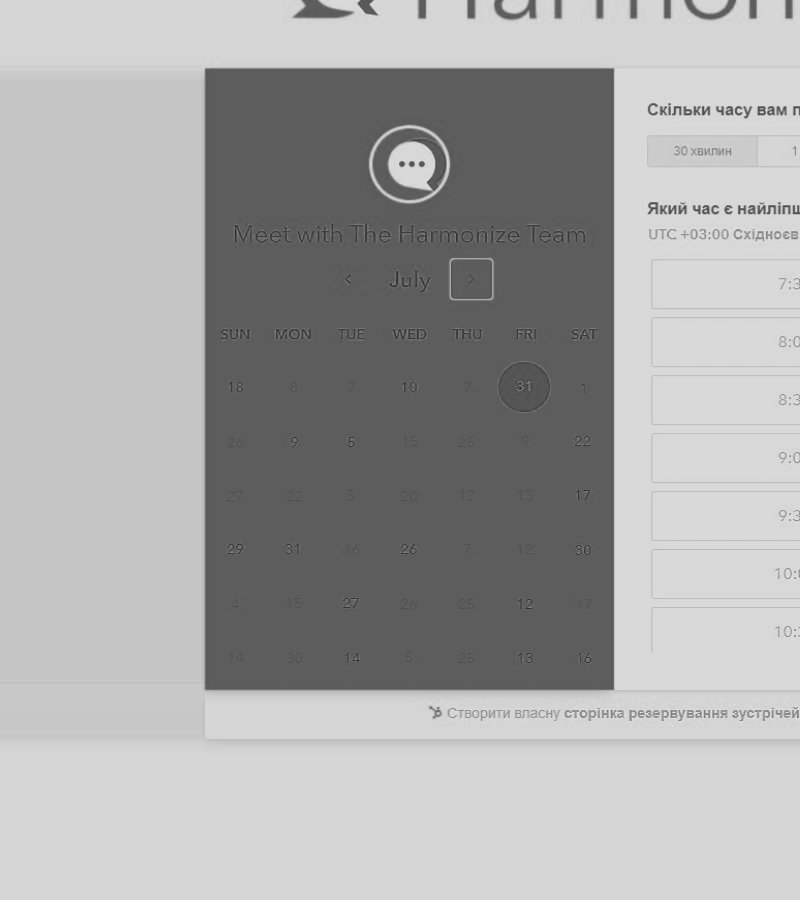 Harmon
Meet with The Harmonize Team
July
SUN MON TUE WED THU FRI SAT
18 8 7 10 7 31 1
26 9 5 15 25 9 22
27 22 5 20 12 13 17
29 31 16 26 7 12 30
4 15 27 26 25 12 17
14 30 14 5 25 13 16
Скільки часу вам п
30 хвилин 1
Який час є найліпш
UTC +03:00 Східноєв
7:3
8:0
8:3
9:0
9:3
10:0
10:3
Створити власну сторінка резервування зустрічей